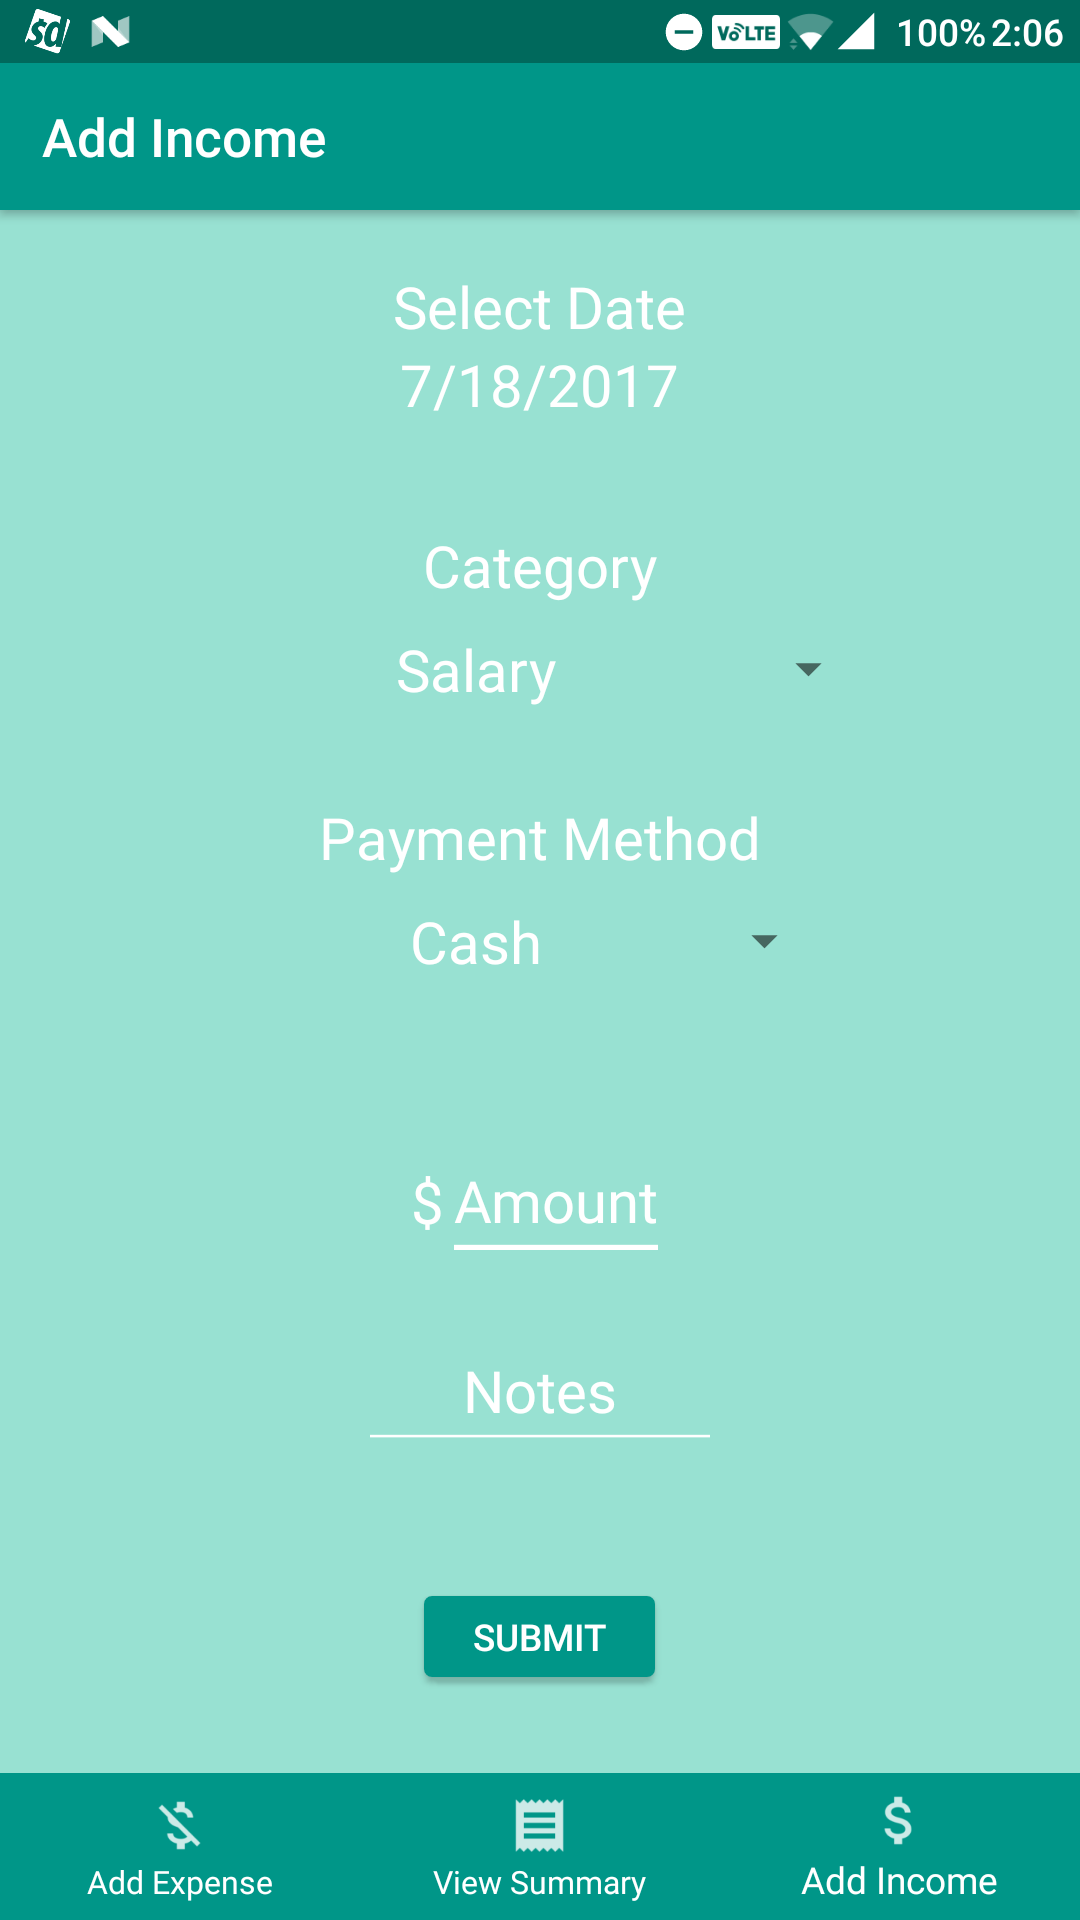 VoLTE 100% 2:06
Add Income
Select Date
7/18/2017
Category
Salary
Payment Method
Cash
$ Amount
Notes
SUBMIT
Add Expense View Summary Add Income